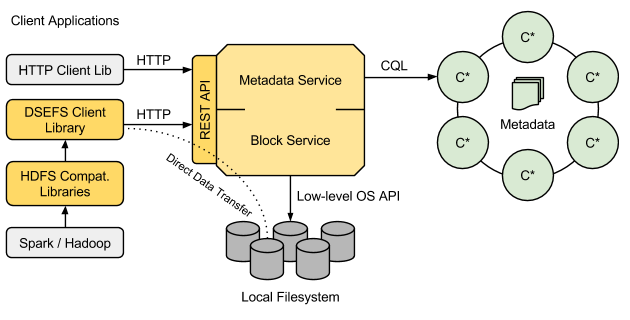 Client Applications
HTTP Client Lib
HTTP
DSEFS Client
Library
HTTP
HDFS Compat.
Libraries
Spark / Hadoop
REST API
Metadata Service
Block Service
Direct Data Transfer
Low-level OS API
Local Filesystem
CQL
C*
C*
C*
C*
C*
C*
Metadata